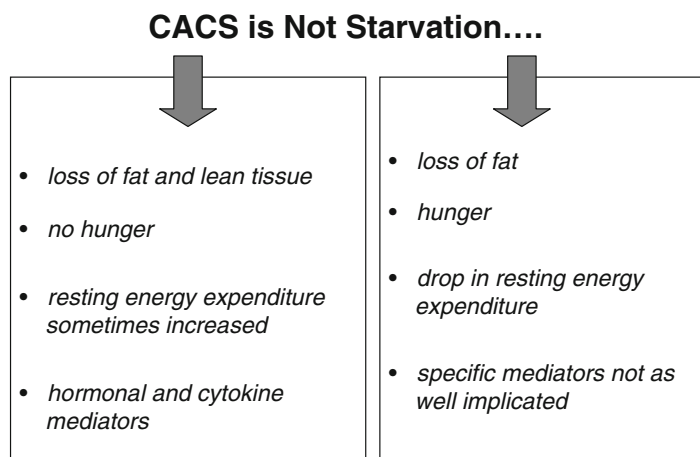 CACS is Not Starvation....
• loss of fat and lean tissue
• no hunger
• resting energy expenditure
sometimes increased
• hormonal and cytokine
mediators
• loss of fat
• hunger
• drop in resting energy
expenditure
• specific mediators not as
well implicated